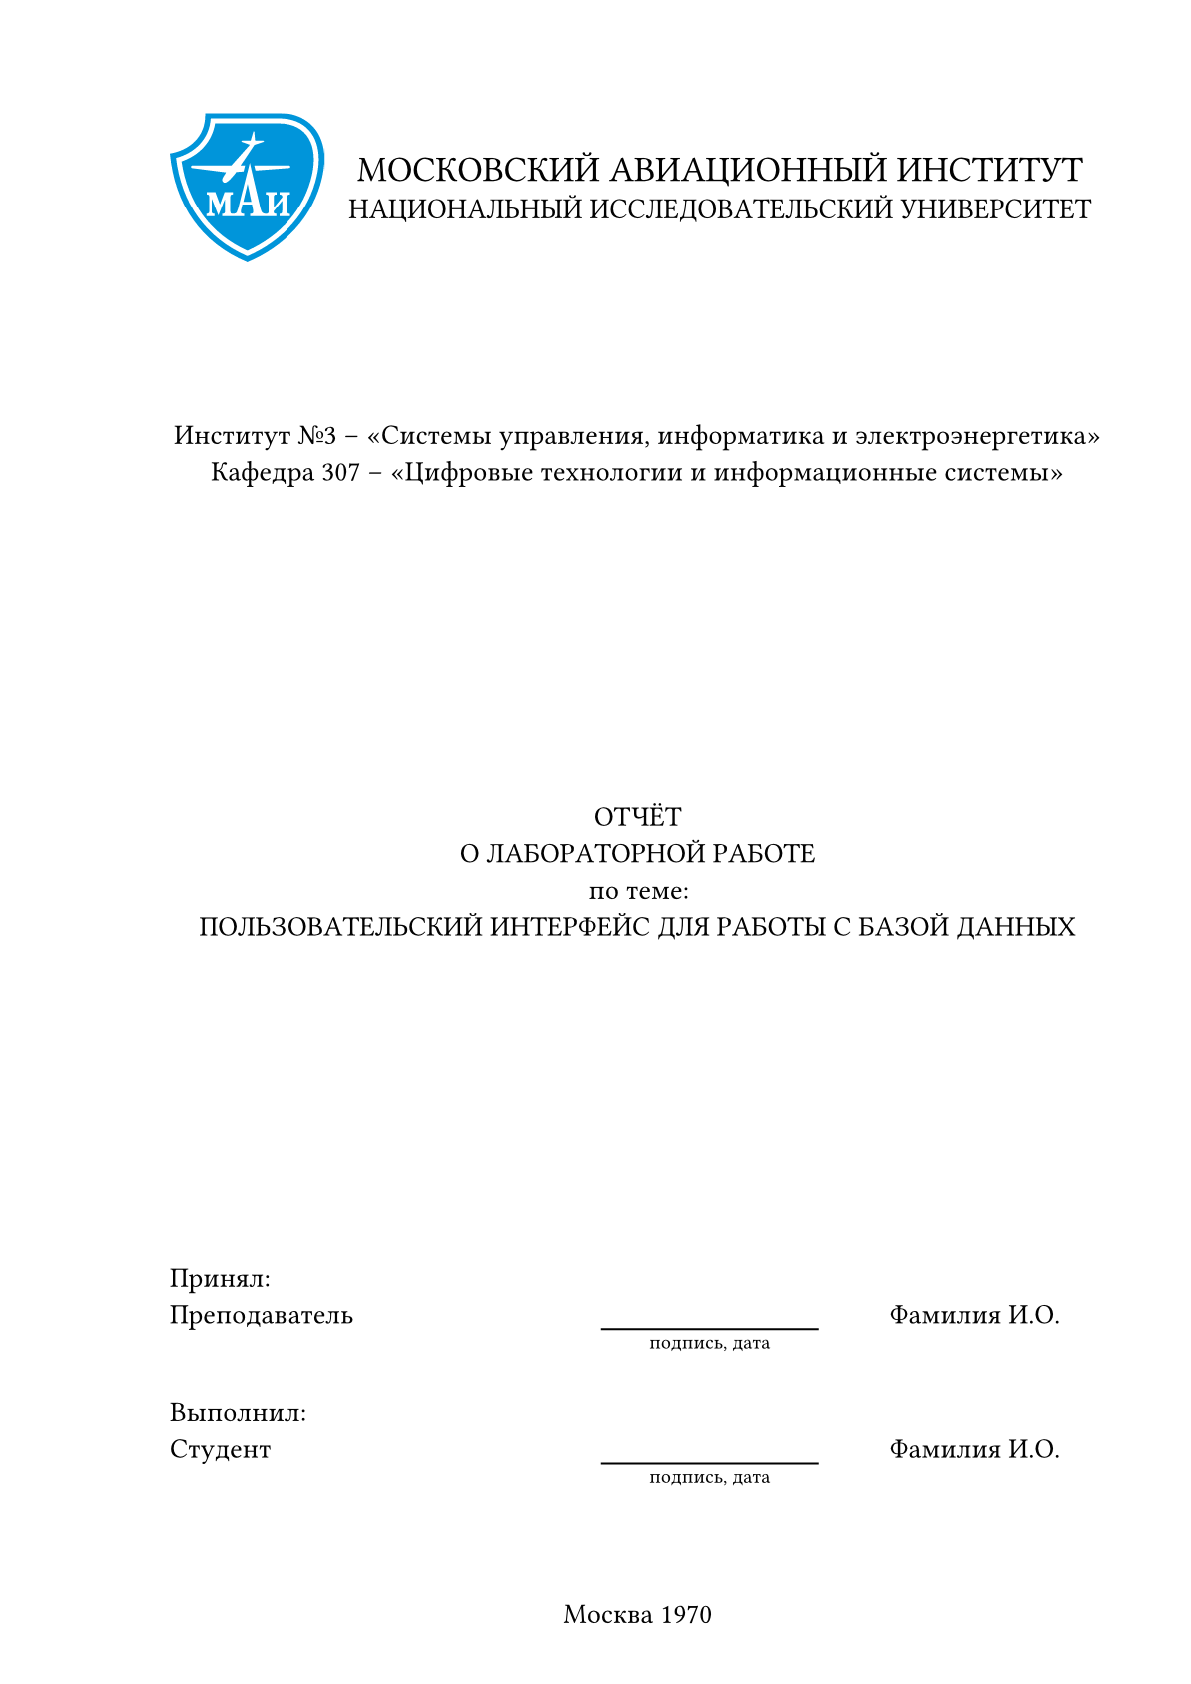 МАИ
МОСКОВСКИЙ АВИАЦИОННЫЙ ИНСТИТУТ
НАЦИОНАЛЬНЫЙ ИССЛЕДОВАТЕЛЬСКИЙ УНИВЕРСИТЕТ
Институт №3 – «Системы управления, информатика и электроэнергетика»
Кафедра 307 – «Цифровые технологии и информационные системы»
ОТЧЁТ
О ЛАБОРАТОРНОЙ РАБОТЕ
по теме:
ПОЛЬЗОВАТЕЛЬСКИЙ ИНТЕРФЕЙС ДЛЯ РАБОТЫ С БАЗОЙ ДАННЫХ
Принял:
Преподаватель Фамилия И.О.
подпись, дата
Выполнил:
Студент Фамилия И.О.
подпись, дата
Москва 1970